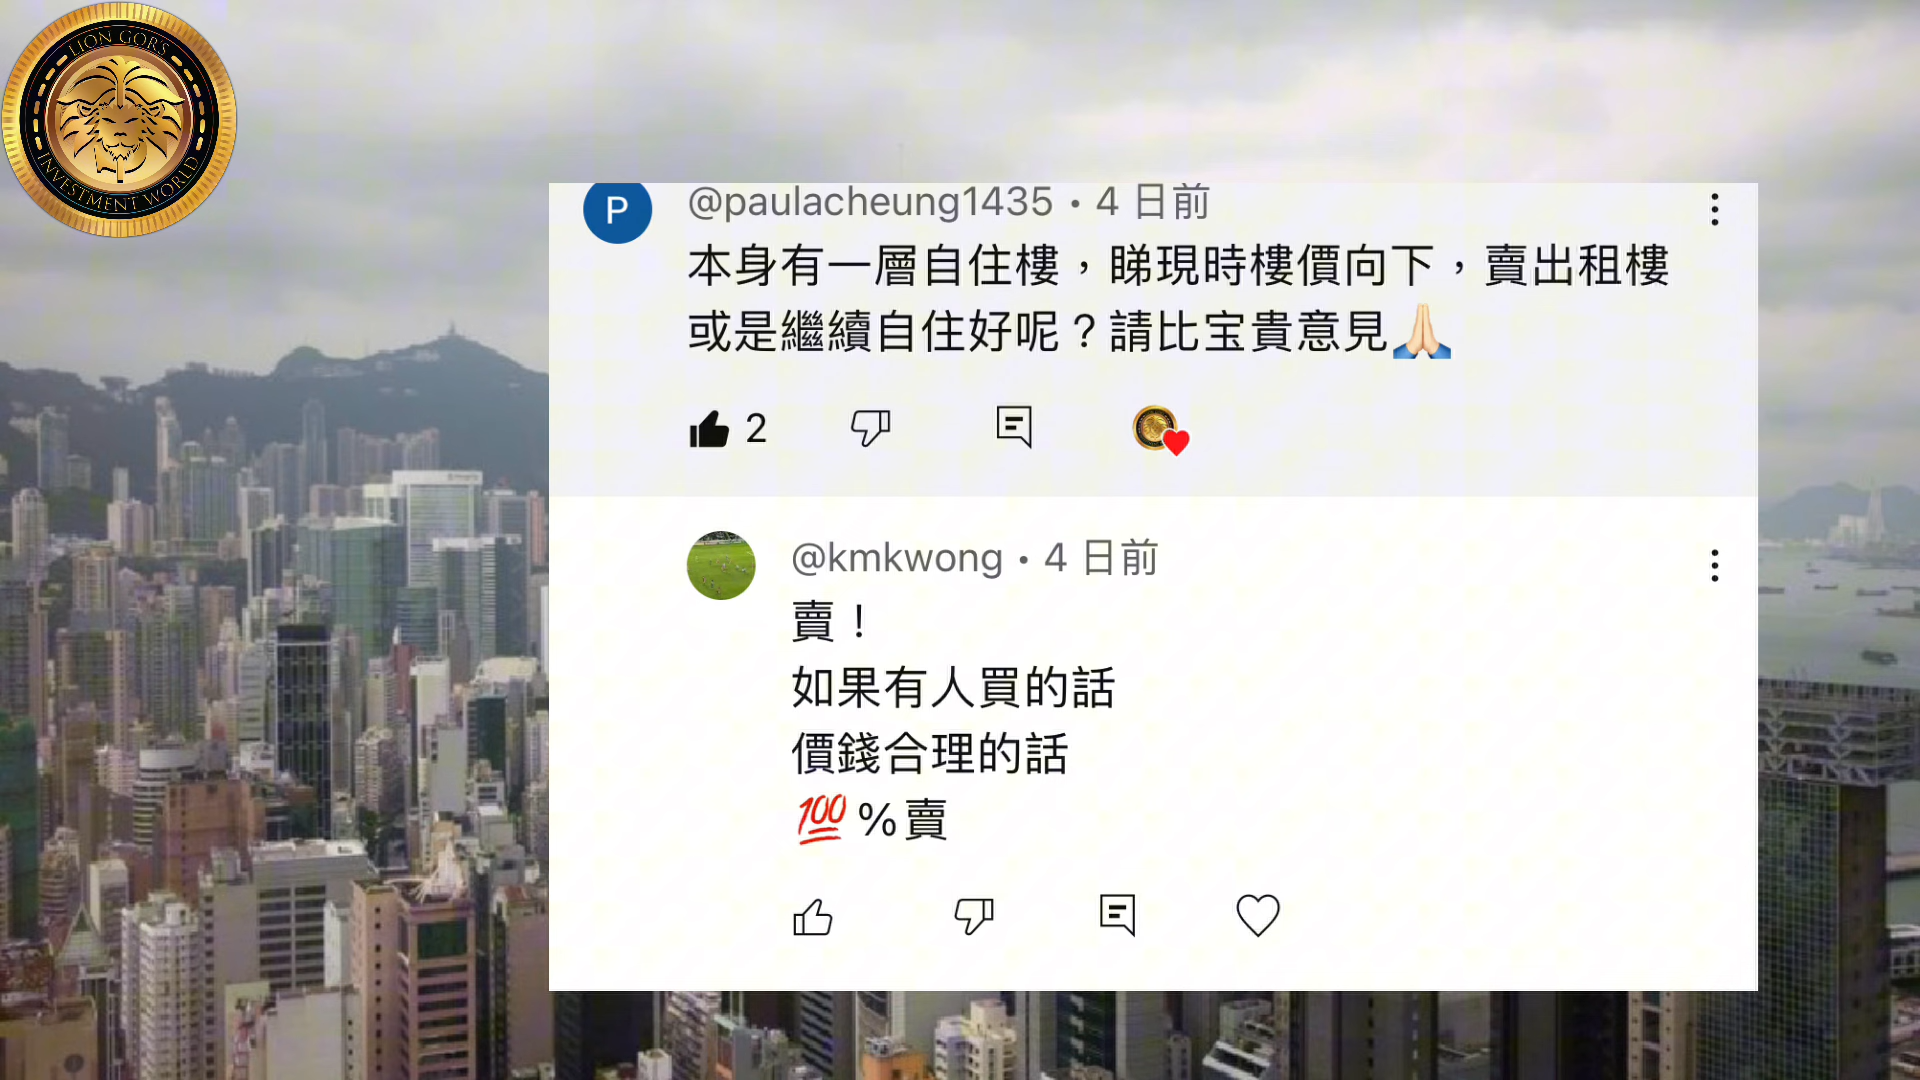 LION GORS
INVESTMENT WORLD
P
@paulacheung1435 • 4 日前
本身有一層自住樓，睇現時樓價向下，賣出租樓
或是繼續自住好呢？請比宝貴意見🙏🏻
2
@kmkwong • 4 日前
賣！
如果有人買的話
價錢合理的話
💯%賣